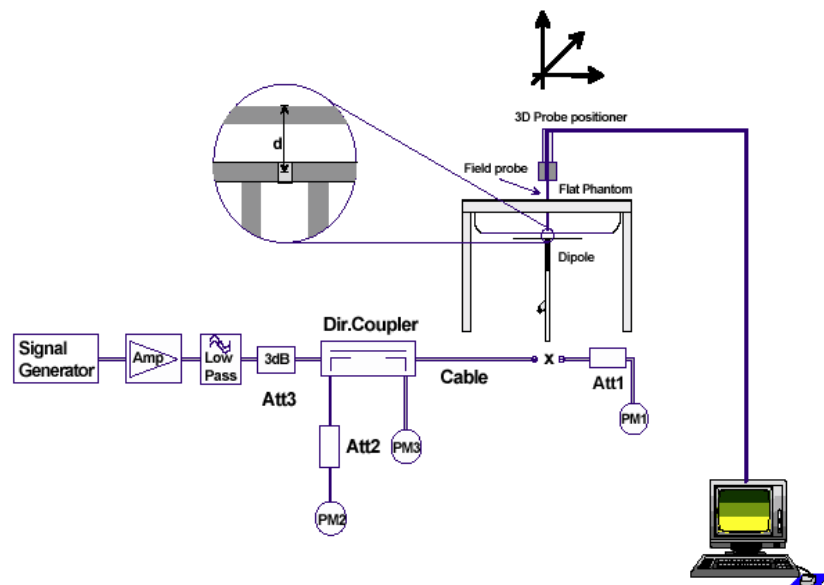 3D Probe positioner
d
Field probe
Flat Phantom
Dipole
Dir.Coupler
Signal
Generator
Amp
Low
Pass
3dB
Cable
x
Att1
Att3
PM1
Att2
PM3
PM2